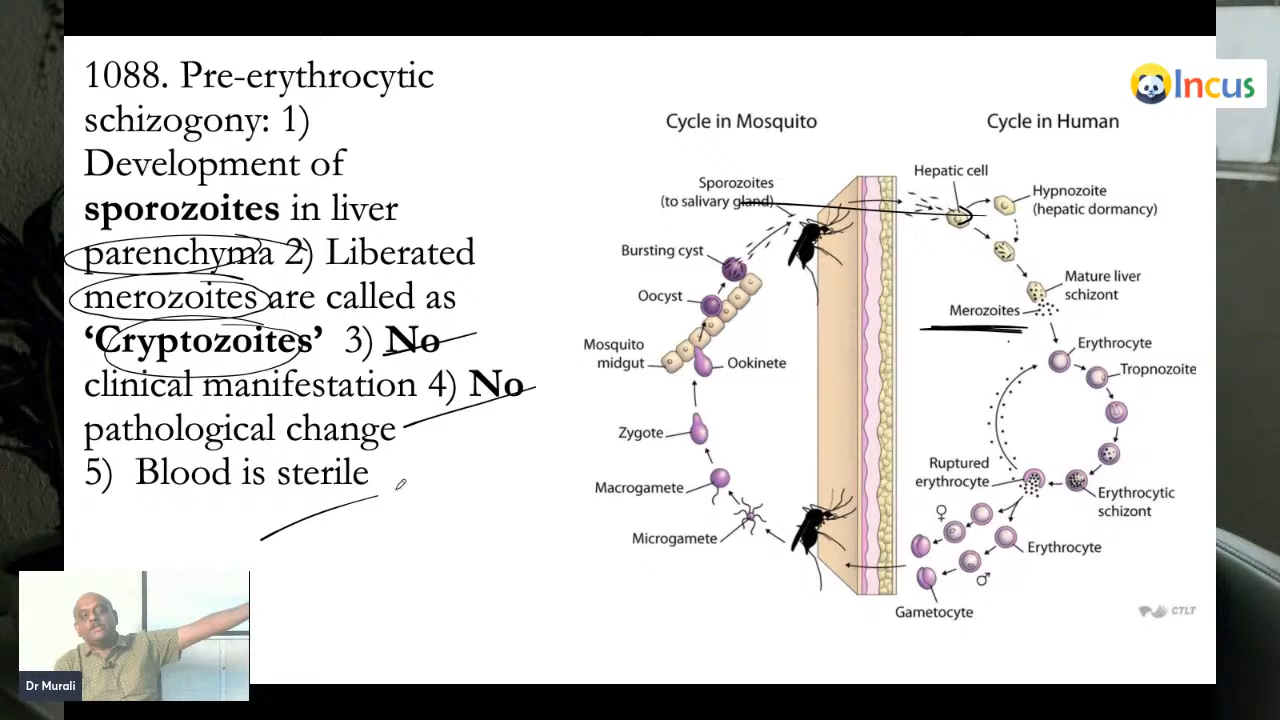 1088. Pre-erythrocytic
schizogony: 1)
Development of
sporozoites in liver
parenchyma 2) Liberated
merozoites are called as
‘Cryptozoites’ 3) No
clinical manifestation 4) No
pathological change
5) Blood is sterile
Incus
Cycle in Mosquito
Cycle in Human
Sporozoites
(to salivary gland)
Bursting cyst
Oocyst
Mosquito
midgut
Ookinete
Zygote
Macrogamete
Microgamete
Hepatic cell
Hypnozoite
(hepatic dormancy)
Mature liver
schizont
Merozoites
Erythrocyte
Tropnozoite
Ruptured
erythrocyte
Erythrocytic
schizont
♀
Erythrocyte
♂
Gametocyte
CTLT
Dr Murali